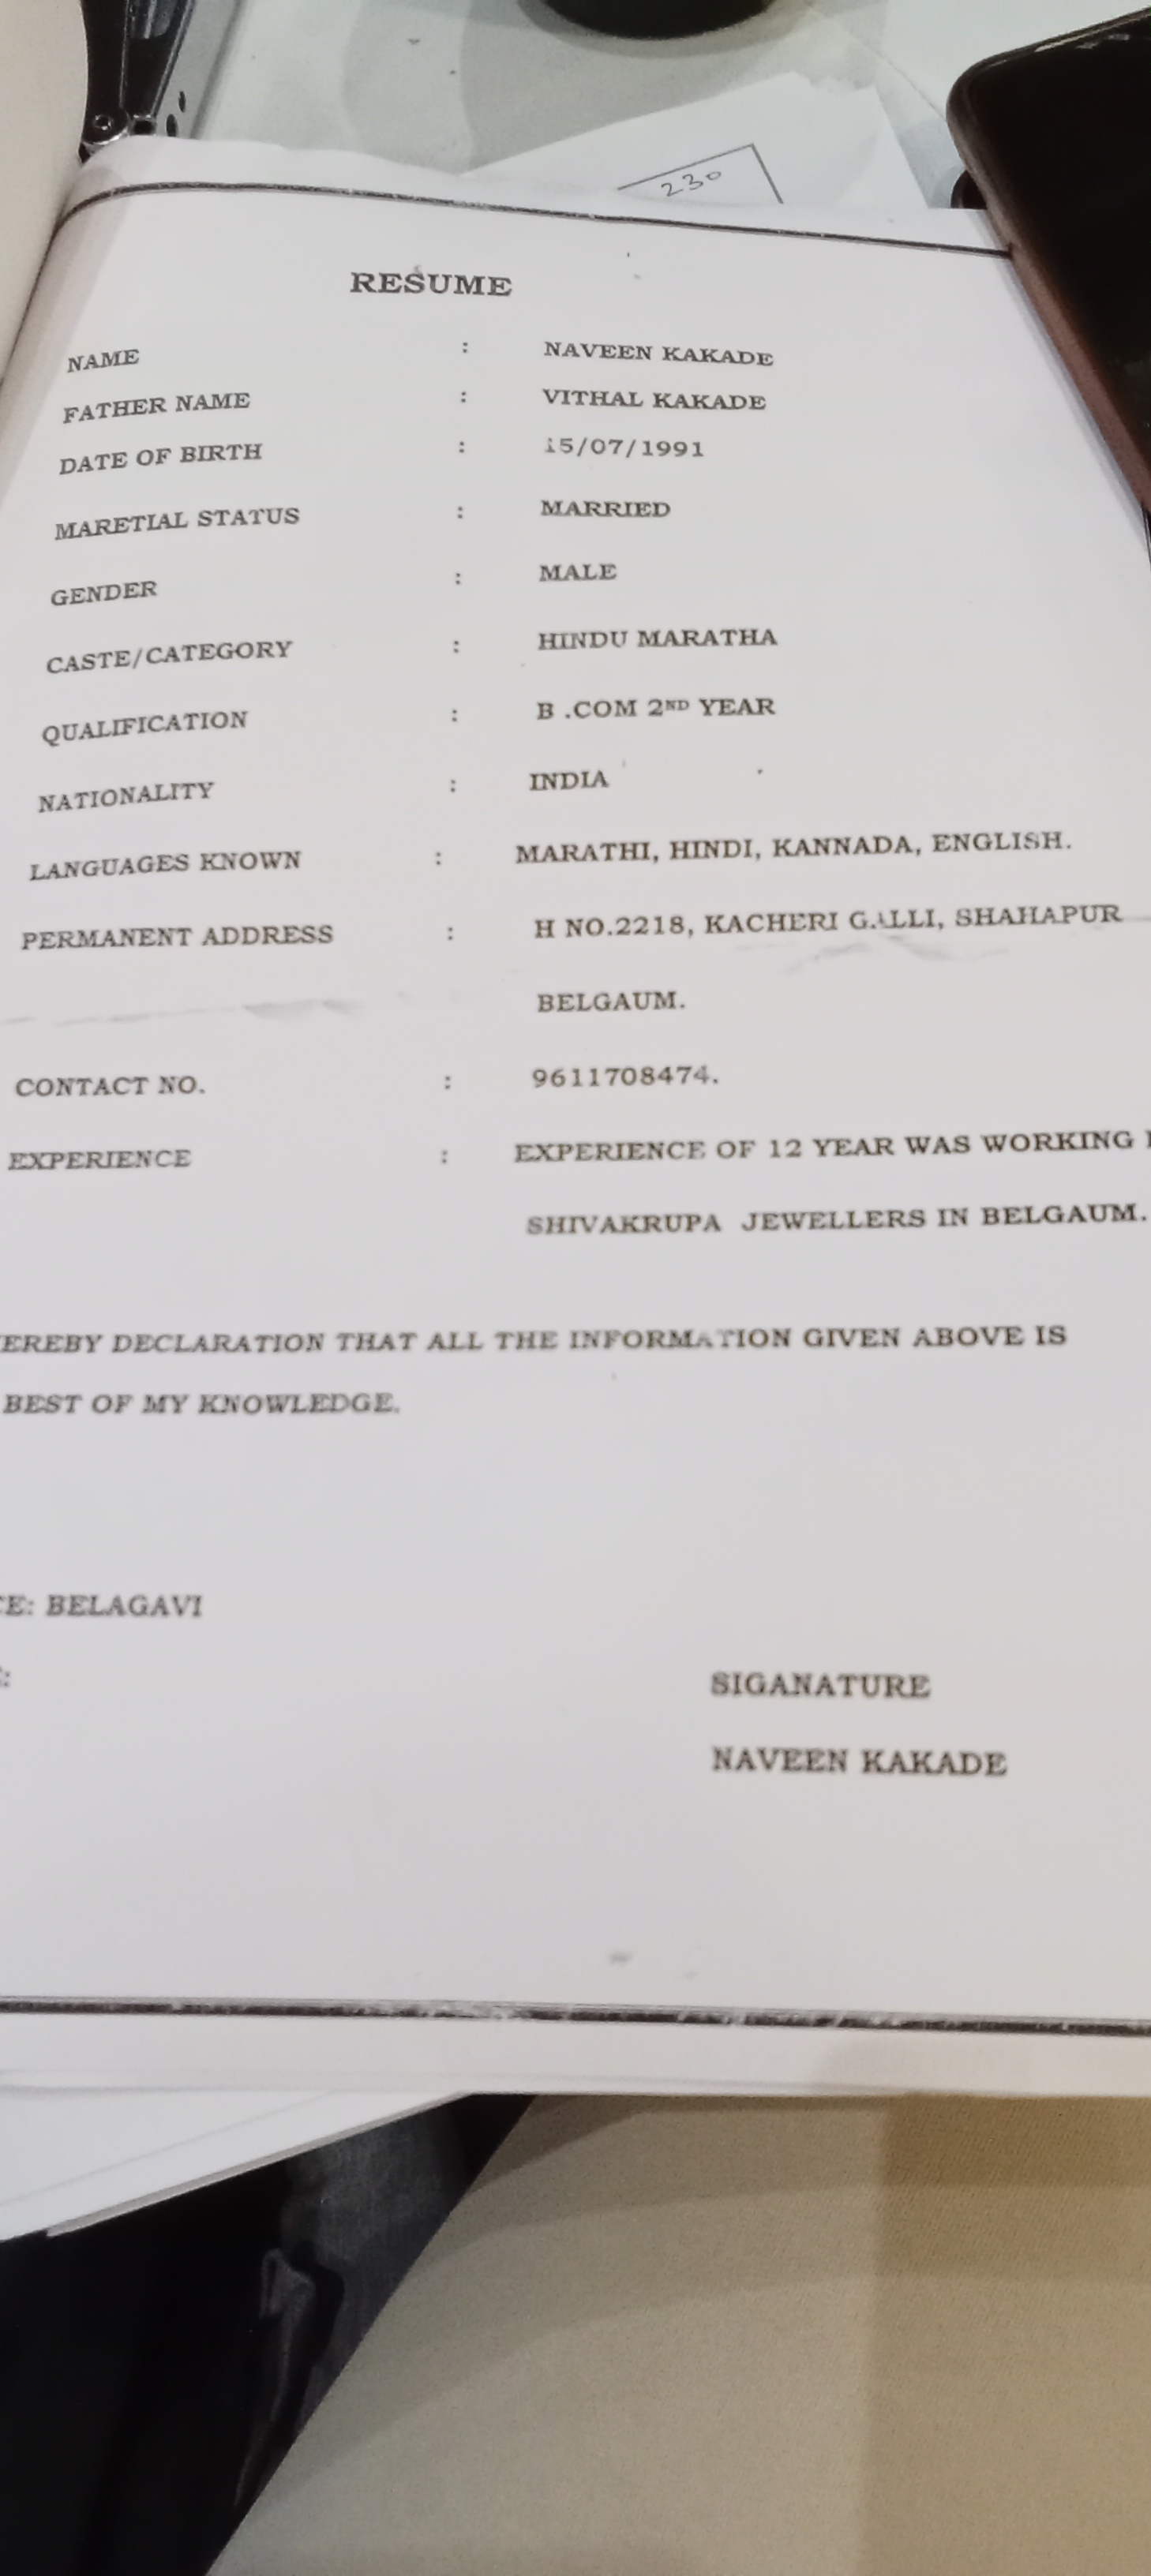 230
RESUME
NAME : NAVEEN KAKADE
FATHER NAME : VITHAL KAKADE
DATE OF BIRTH : 15/07/1991
MARETIAL STATUS : MARRIED
GENDER : MALE
CASTE/CATEGORY : HINDU MARATHA
QUALIFICATION : B .COM 2ND YEAR
NATIONALITY : INDIA
LANGUAGES KNOWN : MARATHI, HINDI, KANNADA, ENGLISH.
PERMANENT ADDRESS : H NO.2218, KACHERI GALLI, SHAHAPUR
BELGAUM.
CONTACT NO. : 9611708474.
EXPERIENCE : EXPERIENCE OF 12 YEAR WAS WORKING
SHIVAKRUPA JEWELLERS IN BELGAUM.
EREBY DECLARATION THAT ALL THE INFORMATION GIVEN ABOVE IS
BEST OF MY KNOWLEDGE.
CE: BELAGAVI
:
SIGANATURE
NAVEEN KAKADE